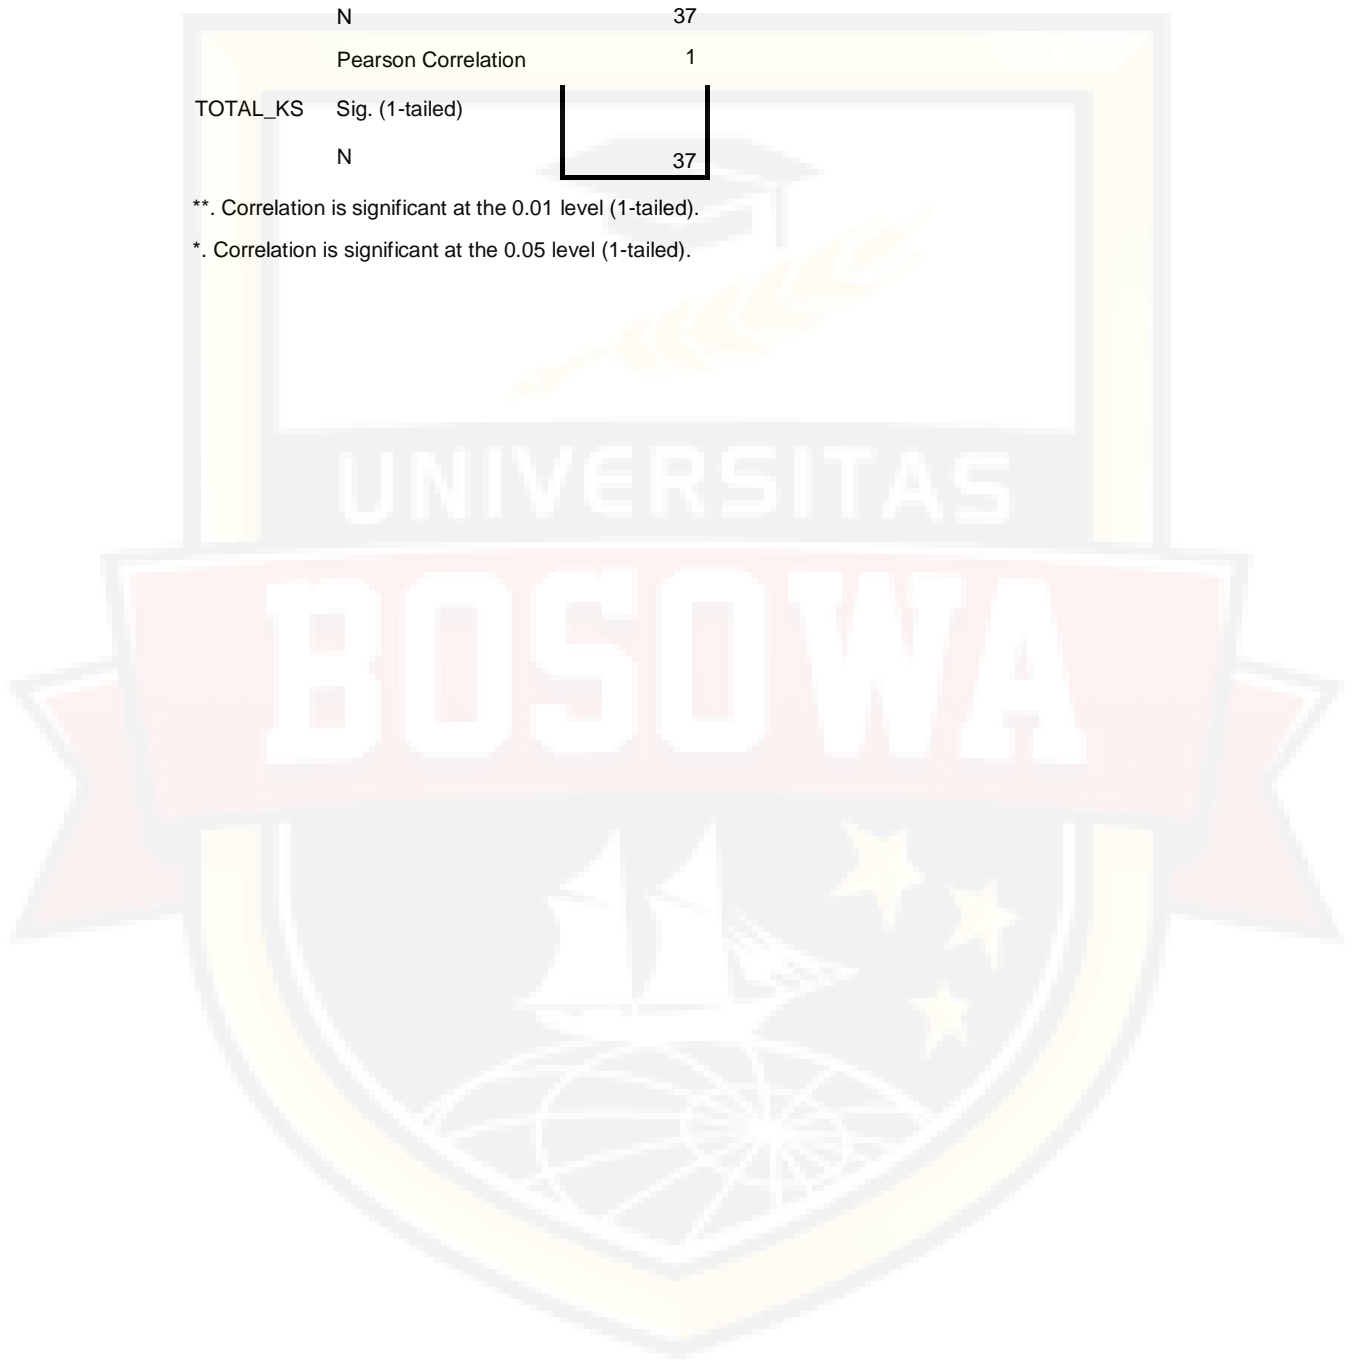 N 37
Pearson Correlation 1
TOTAL_KS Sig. (1-tailed)
N 37
**. Correlation is significant at the 0.01 level (1-tailed).
*. Correlation is significant at the 0.05 level (1-tailed).
UNIVERSITAS
BOSOWA